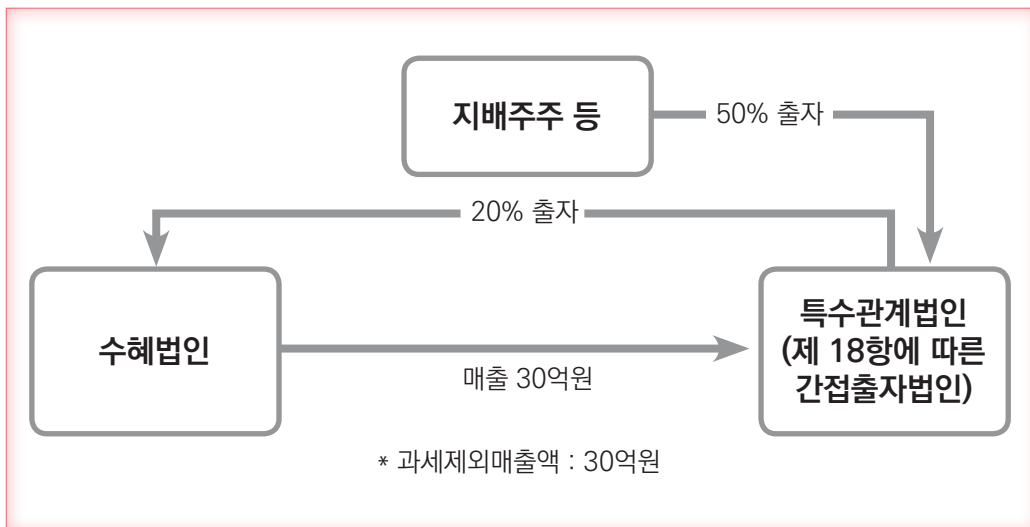 지배주주 등
50% 출자
20% 출자
수혜법인
매출 30억원
특수관계법인
(제 18항에 따른
간접출자법인)
* 과세제외매출액 : 30억원